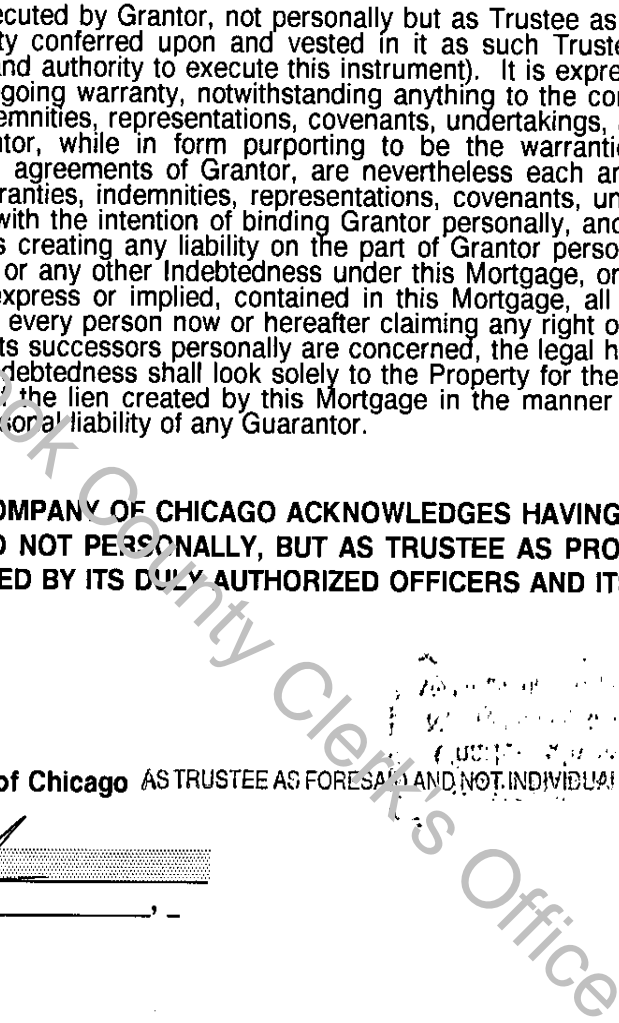 ecuted by Grantor, not personally but as Trustee as
ty conferred upon and vested in it as such Truste
nd authority to execute this instrument). It is expre
going warranty, notwithstanding anything to the co
emnities, representations, covenants, undertakings,
ntor, while in form purporting to be the warrantie
agreements of Grantor, are nevertheless each ar
ranties, indemnities, representations, covenants, un
with the intention of binding Grantor personally, and
s creating any liability on the part of Grantor perso
or any other Indebtedness under this Mortgage, or
express or implied, contained in this Mortgage, all
every person now or hereafter claiming any right o
ts successors personally are concerned, the legal h
debtedness shall look solely to the Property for the
the lien created by this Mortgage in the manner
sonal liability of any Guarantor.
OMPANY OF CHICAGO ACKNOWLEDGES HAVING
D NOT PERSONALLY, BUT AS TRUSTEE AS PRO
ED BY ITS DULY AUTHORIZED OFFICERS AND ITS
of Chicago AS TRUSTEE AS FORESAID AND NOT INDIVIDUAL
, –
ook County Clerk's Office